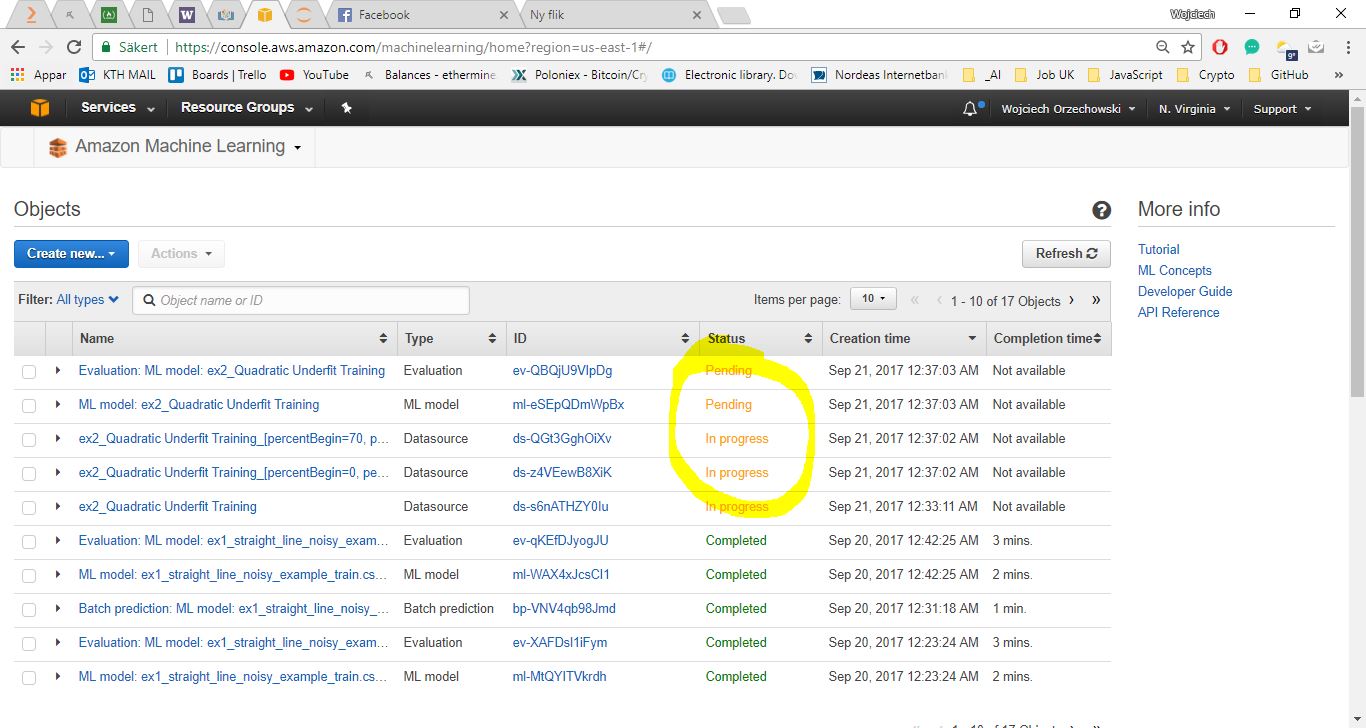 Facebook
Ny flik
Wojciech
Säkert https://console.aws.amazon.com/machinelearning/home?region=us-east-1#/
Appar KTH MAIL Boards | Trello YouTube Balances - ethermine Poloniex - Bitcoin/Cry Electronic library. Do Nordeas Internetban _AI Job UK JavaScript Crypto GitHub »
Services Resource Groups Wojciech Orzechowski N. Virginia Support
Amazon Machine Learning
Objects
More info
Create new... Actions Refresh
Tutorial
ML Concepts
Developer Guide
API Reference
Filter: All types Object name or ID Items per page: 10 « ‹ 1 - 10 of 17 Objects › »
Name Type ID Status Creation time Completion time
Evaluation: ML model: ex2_Quadratic Underfit Training Evaluation ev-QBQjU9VIpDg Pending Sep 21, 2017 12:37:03 AM Not available
ML model: ex2_Quadratic Underfit Training ML model ml-eSEpQDmWpBx Pending Sep 21, 2017 12:37:03 AM Not available
ex2_Quadratic Underfit Training_[percentBegin=70, p... Datasource ds-QGt3GghOiXv In progress Sep 21, 2017 12:37:02 AM Not available
ex2_Quadratic Underfit Training_[percentBegin=0, pe... Datasource ds-z4VEewB8XiK In progress Sep 21, 2017 12:37:02 AM Not available
ex2_Quadratic Underfit Training Datasource ds-s6nATHZY0Iu In progress Sep 21, 2017 12:33:11 AM Not available
Evaluation: ML model: ex1_straight_line_noisy_exam... Evaluation ev-qKEfDJyogJU Completed Sep 20, 2017 12:42:25 AM 3 mins.
ML model: ex1_straight_line_noisy_example_train.cs... ML model ml-WAX4xJcsCI1 Completed Sep 20, 2017 12:42:25 AM 2 mins.
Batch prediction: ML model: ex1_straight_line_noisy_... Batch prediction bp-VNV4qb98Jmd Completed Sep 20, 2017 12:31:18 AM 1 min.
Evaluation: ML model: ex1_straight_line_noisy_exam... Evaluation ev-XAFDsI1iFym Completed Sep 20, 2017 12:23:24 AM 3 mins.
ML model: ex1_straight_line_noisy_example_train.cs... ML model ml-MtQYITVkrdh Completed Sep 20, 2017 12:23:24 AM 2 mins.